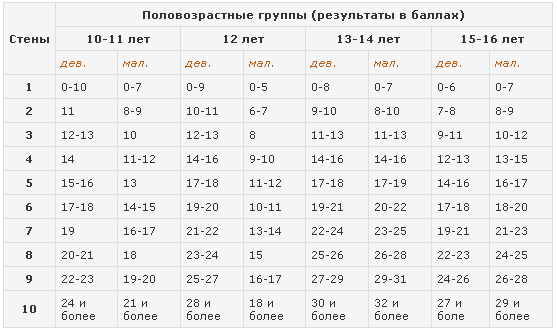 Стены Половозрастные группы (результаты в баллах)
10-11 лет 12 лет 13-14 лет 15-16 лет
дев. мал. дев. мал. дев. мал. дев. мал.
1 0-10 0-7 0-9 0-5 0-8 0-7 0-6 0-7
2 11 8-9 10-11 6-7 9-10 8-10 7-8 8-9
3 12-13 10 12-13 8 11-13 11-13 9-11 10-12
4 14 11-12 14-16 9-10 14-16 14-16 12-13 13-15
5 15-16 13 17-18 11-12 17-18 17-19 14-16 16-17
6 17-18 14-15 19-20 10-11 19-21 20-22 17-18 18-20
7 19 16-17 21-22 13-14 22-24 23-25 19-21 21-23
8 20-21 18 23-24 15 25-26 26-28 22-23 24-25
9 22-23 19-20 25-27 16-17 27-29 29-31 24-26 26-28
10 24 и более 21 и более 28 и более 18 и более 30 и более 32 и более 27 и боле 29 и более